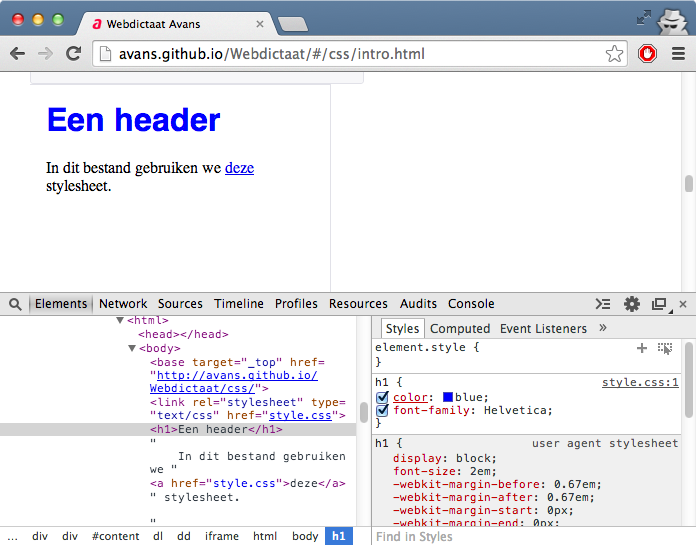 Webdictaat Avans
avans.github.io/Webdictaat/#/css/intro.html
Een header
In dit bestand gebruiken we deze
stylesheet.
Elements Network Sources Timeline Profiles Resources Audits Console
<html>
<head></head>
<body>
<base target="_top" href=
"http://avans.github.io/
Webdictaat/css/">
<link rel="stylesheet" type=
"text/css" href="style.css">
<h1>Een header</h1>
"
In dit bestand gebruiken
we "
<a href="style.css">deze</a>
" stylesheet.
"
... div div #content dl dd iframe html body h1
Styles Computed Event Listeners »
element.style {
}
h1 { style.css:1
color: blue;
font-family: Helvetica;
}
h1 { user agent stylesheet
display: block;
font-size: 2em;
-webkit-margin-before: 0.67em;
-webkit-margin-after: 0.67em;
-webkit-margin-start: 0px;
-webkit-margin-end: 0px;
Find in Styles